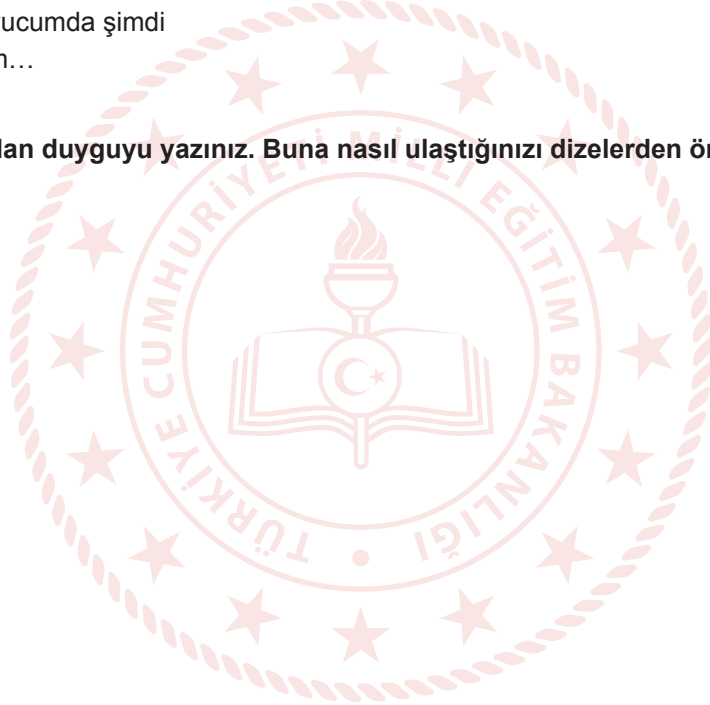 ucumda şimdi
n…
lan duyguyu yazınız. Buna nasıl ulaştığınızı dizelerden ör
TÜRKİYE CUMHURİYETİ MİLLİ EĞİTİM BAKANLIĞI